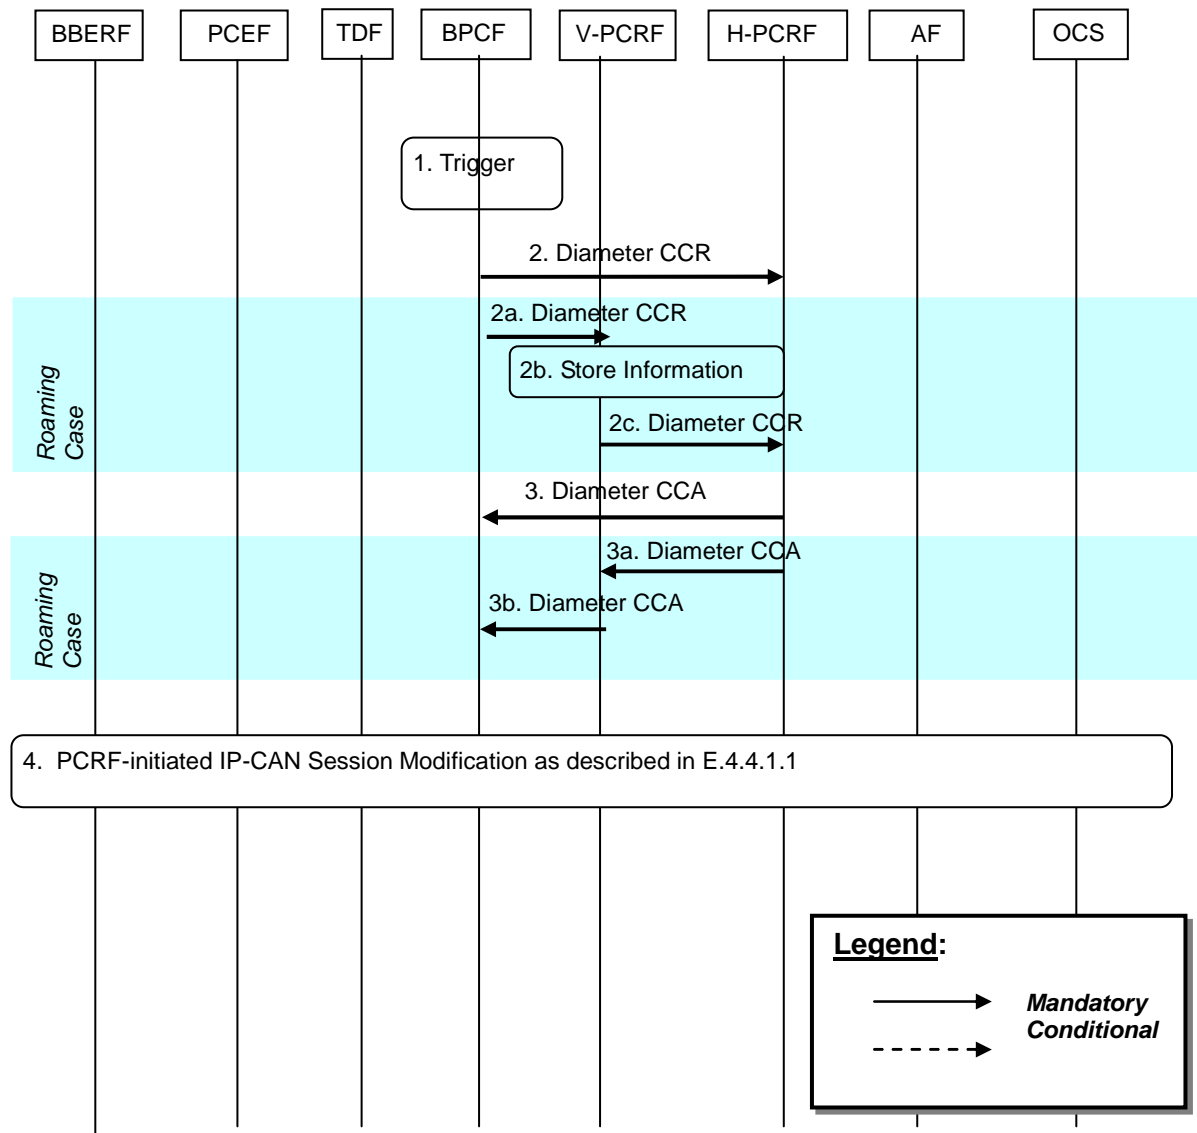 BBERF PCEF TDF BPCF V-PCRF H-PCRF AF OCS
1. Trigger
2. Diameter CCR
2a. Diameter CCR
2b. Store Information
2c. Diameter CCR
Roaming
Case
3. Diameter CCA
3a. Diameter CCA
3b. Diameter CCA
Roaming
Case
4. PCRF-initiated IP-CAN Session Modification as described in E.4.4.1.1
Legend:
Mandatory
Conditional